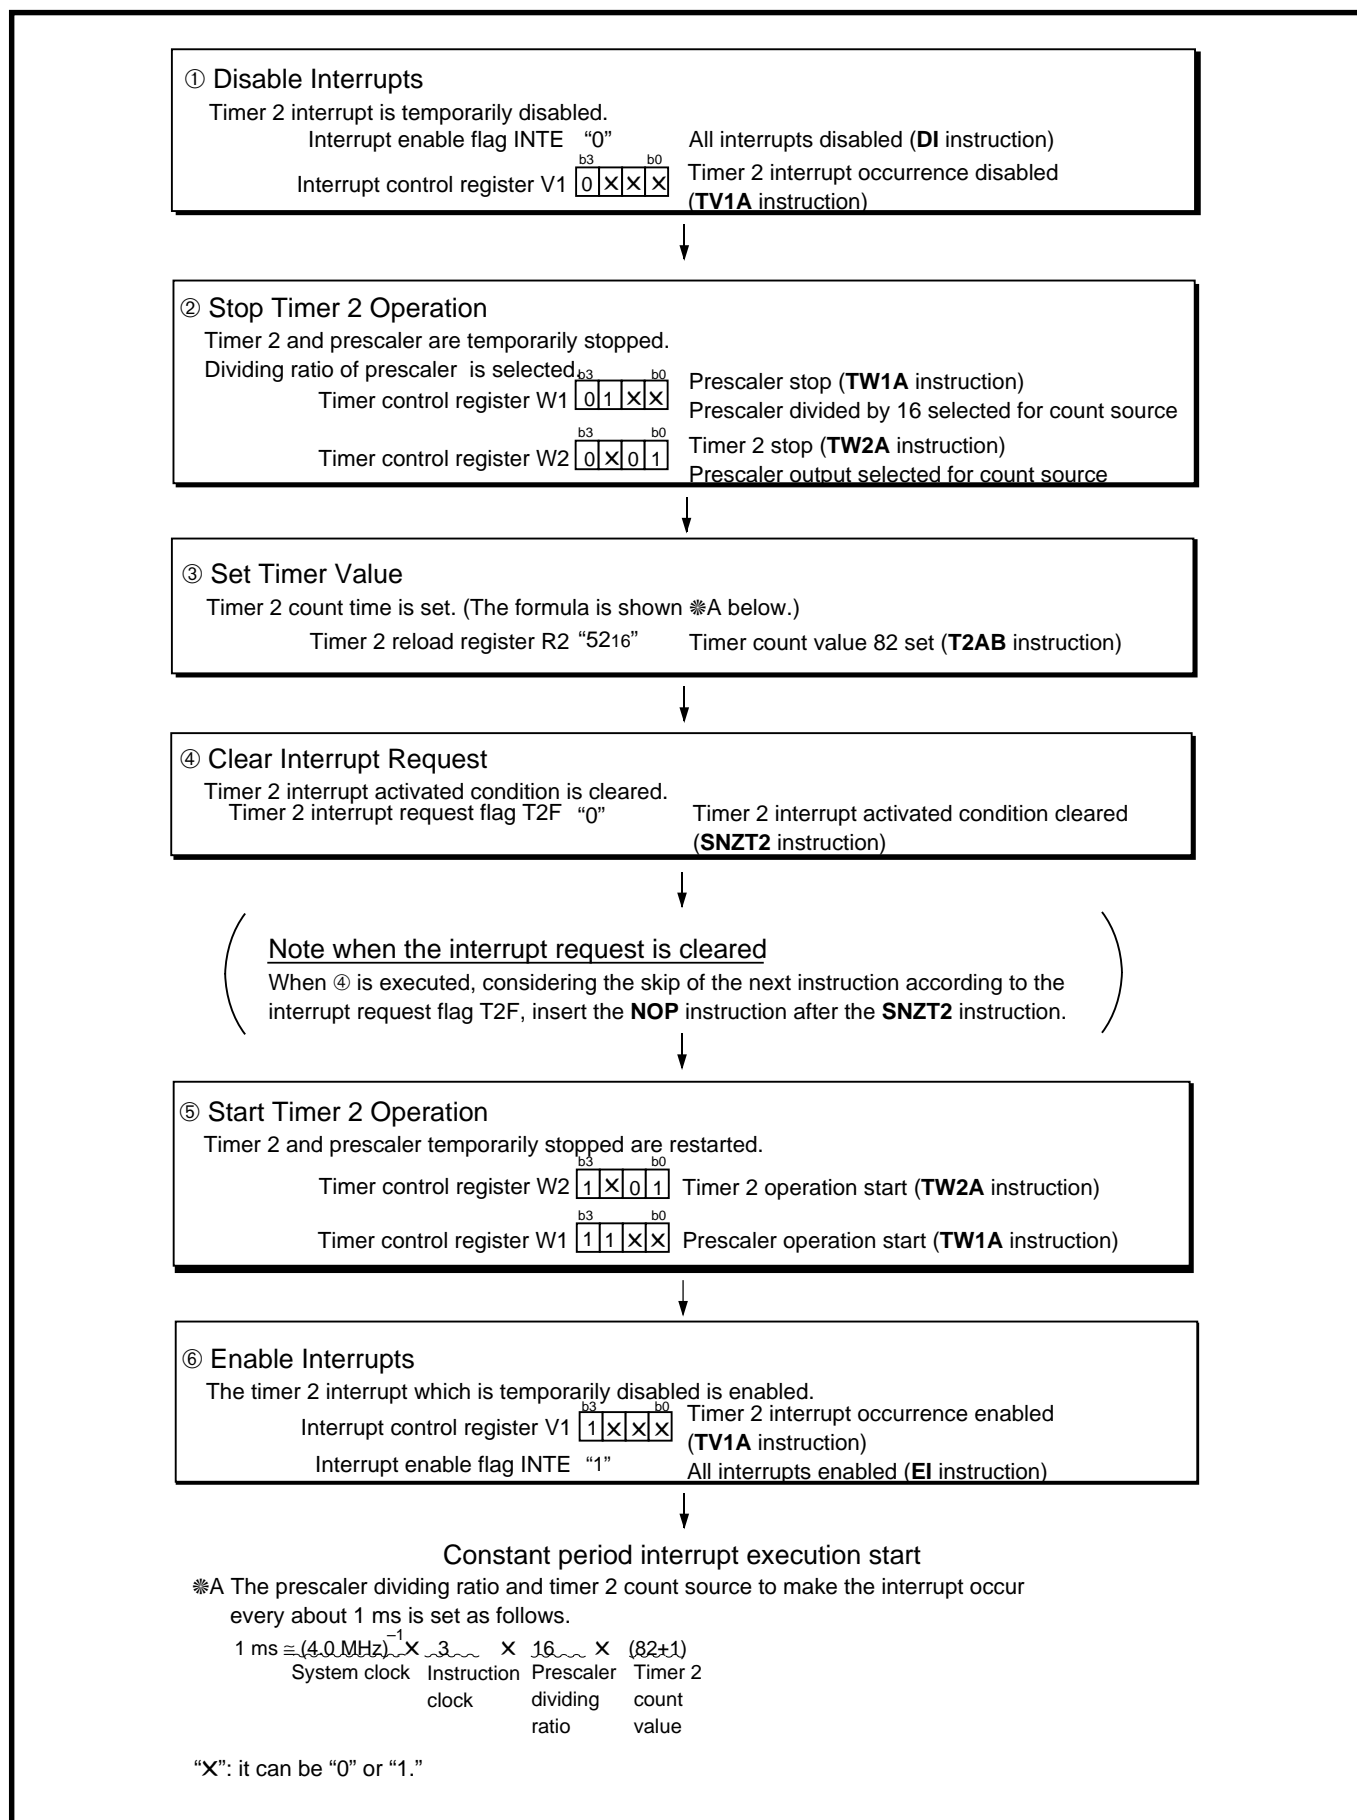 ① Disable Interrupts
Timer 2 interrupt is temporarily disabled.
Interrupt enable flag INTE “0” All interrupts disabled (DI instruction)
b3 b0
Interrupt control register V1 0 ✕ ✕ ✕ Timer 2 interrupt occurrence disabled
(TV1A instruction)
② Stop Timer 2 Operation
Timer 2 and prescaler are temporarily stopped.
Dividing ratio of prescaler is selected.
b3 b0
Timer control register W1 0 1 ✕ ✕ Prescaler stop (TW1A instruction)
Prescaler divided by 16 selected for count source
b3 b0
Timer control register W2 0 ✕ 0 1 Timer 2 stop (TW2A instruction)
Prescaler output selected for count source
③ Set Timer Value
Timer 2 count time is set. (The formula is shown ❊A below.)
Timer 2 reload register R2 “5216” Timer count value 82 set (T2AB instruction)
④ Clear Interrupt Request
Timer 2 interrupt activated condition is cleared.
Timer 2 interrupt request flag T2F “0” Timer 2 interrupt activated condition cleared
(SNZT2 instruction)
Note when the interrupt request is cleared
When ④ is executed, considering the skip of the next instruction according to the
interrupt request flag T2F, insert the NOP instruction after the SNZT2 instruction.
⑤ Start Timer 2 Operation
Timer 2 and prescaler temporarily stopped are restarted.
b3 b0
Timer control register W2 1 ✕ 0 1 Timer 2 operation start (TW2A instruction)
b3 b0
Timer control register W1 1 1 ✕ ✕ Prescaler operation start (TW1A instruction)
⑥ Enable Interrupts
The timer 2 interrupt which is temporarily disabled is enabled.
b3 b0
Interrupt control register V1 1 ✕ ✕ ✕ Timer 2 interrupt occurrence enabled
(TV1A instruction)
Interrupt enable flag INTE “1” All interrupts enabled (EI instruction)
Constant period interrupt execution start
❊A The prescaler dividing ratio and timer 2 count source to make the interrupt occur
every about 1 ms is set as follows.
1 ms ≅ (4.0 MHz)–1 ✕ 3 ✕ 16 ✕ (82+1)
System clock Instruction Prescaler Timer 2
clock dividing count
ratio value
“✕”: it can be “0” or “1.”